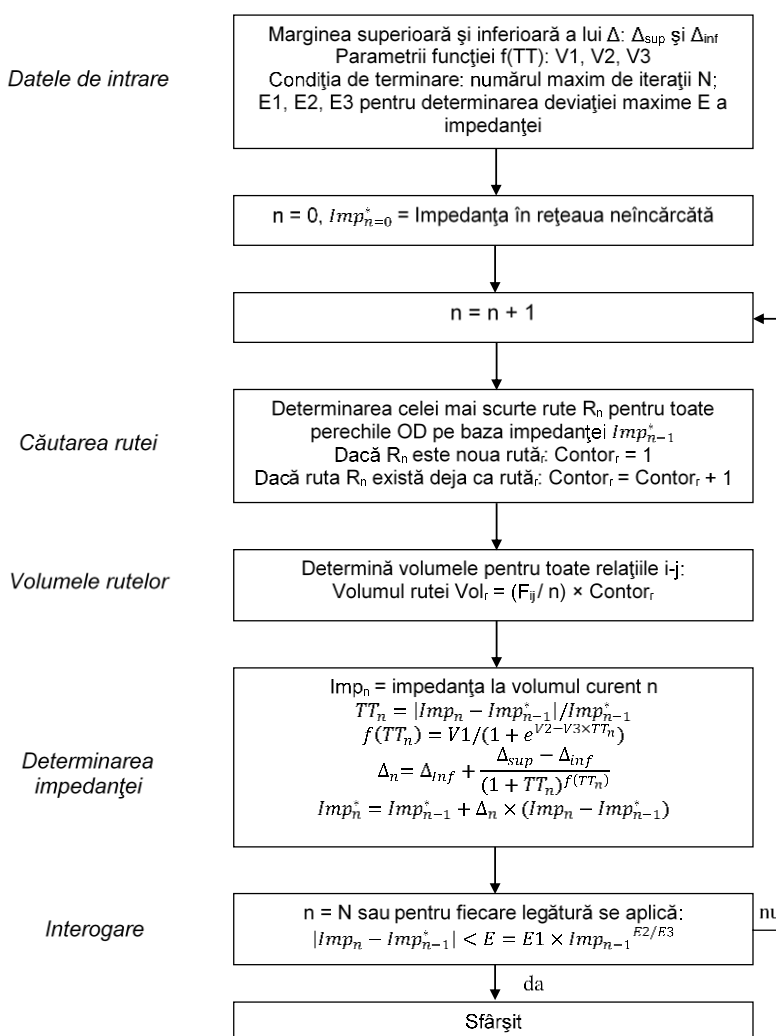 Datele de intrare
Marginea superioară şi inferioară a lui Δ: Δsup şi Δinf
Parametrii funcţiei f(TT): V1, V2, V3
Condiţia de terminare: numărul maxim de iteraţii N;
E1, E2, E3 pentru determinarea deviaţiei maxime E a
impedanţei
n = 0, Imp*n=0 = Impedanţa în reţeaua neîncărcată
n = n + 1
Căutarea rutei
Determinarea celei mai scurte rute Rn pentru toate
perechile OD pe baza impedanţei Imp*n−1
Dacă Rn este noua rutăr: Contorr = 1
Dacă ruta Rn există deja ca rutăr: Contorr = Contorr + 1
Volumele rutelor
Determină volumele pentru toate relaţiile i-j:
Volumul rutei Volr = (Fij/ n) × Contorr
Determinarea
impedanţei
Impn = impedanţa la volumul curent n
TTn = |Impn − Imp*n−1|/Imp*n−1
f(TTn) = V1/(1 + e^(V2−V3×TTn))
Δn= ΔInf + (Δsup − Δinf)/(1 + TTn)^f(TTn)
Imp*n = Imp*n−1 + Δn × (Impn − Imp*n−1)
Interogare
n = N sau pentru fiecare legătură se aplică:
|Impn − Imp*n−1| < E = E1 × Impn−1^E2/E3
nu
da
Sfârşit